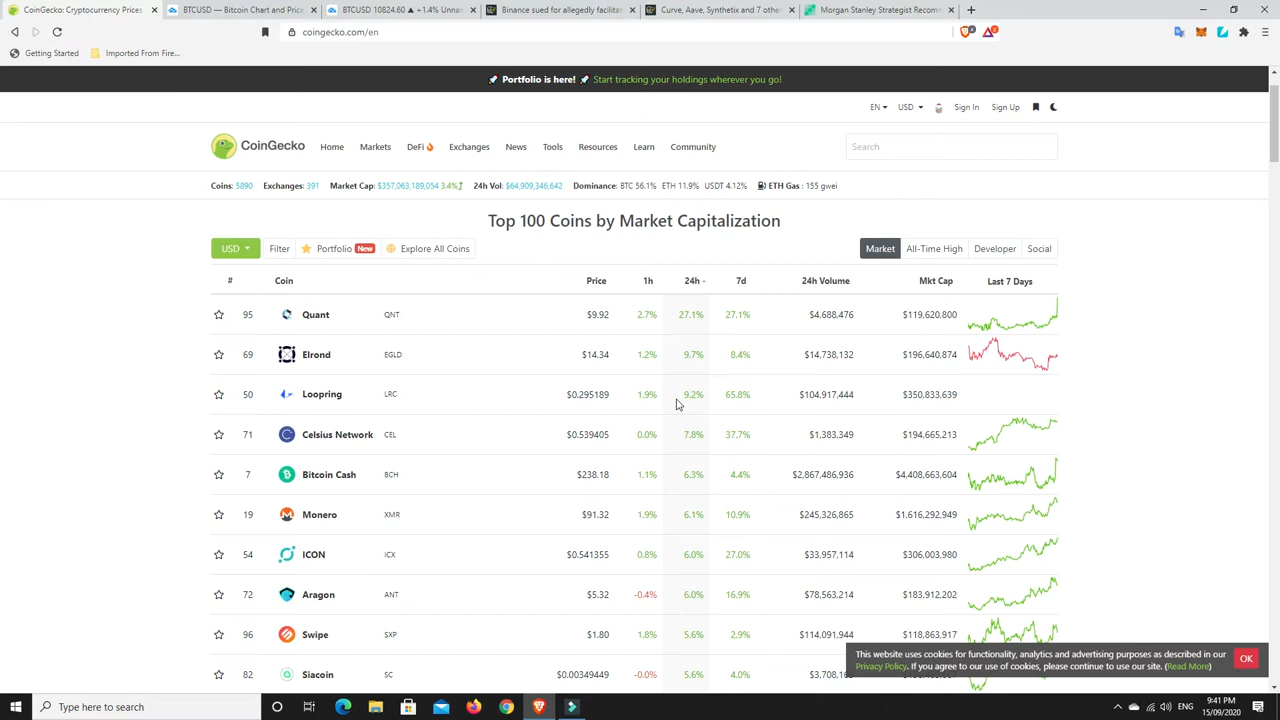 CoinGecko: Cryptocurrency Prices
BTCUSD — Bitcoin Chart and Price
BTCUSD 10824.60 ▲ +1.4% Unnam
Binance sued for allegedly facilitat
Curve, Aave, Synthetix and 7 other
Morgan Stanley Strategist Recomm
coingecko.com/en
Getting Started
Imported From Fire...
Portfolio is here! Start tracking your holdings wherever you go!
EN USD Sign In Sign Up
CoinGecko Home Markets DeFi Exchanges News Tools Resources Learn Community
Search
Coins: 5890 Exchanges: 391 Market Cap: $357,063,189,054 3.4% 24h Vol: $64,909,346,642 Dominance: BTC 56.1% ETH 11.9% USDT 4.12% ETH Gas : 155 gwei
Top 100 Coins by Market Capitalization
USD Filter Portfolio New Explore All Coins Market All-Time High Developer Social
# Coin Price 1h 24h 7d 24h Volume Mkt Cap Last 7 Days
95 Quant QNT $9.92 2.7% 27.1% 27.1% $4,688,476 $119,620,800
69 Elrond EGLD $14.34 1.2% 9.7% 8.4% $14,738,132 $196,640,874
50 Loopring LRC $0.295189 1.9% 9.2% 65.8% $104,917,444 $350,833,639
71 Celsius Network CEL $0.539405 0.0% 7.8% 37.7% $1,383,349 $194,665,213
7 Bitcoin Cash BCH $238.18 1.1% 6.3% 4.4% $2,867,486,936 $4,408,663,604
19 Monero XMR $91.32 1.9% 6.1% 10.9% $245,326,865 $1,616,292,949
54 ICON ICX $0.541355 0.8% 6.0% 27.0% $33,957,114 $306,003,980
72 Aragon ANT $5.32 -0.4% 6.0% 16.9% $78,563,214 $183,912,202
96 Swipe SXP $1.80 1.8% 5.6% 2.9% $114,091,944 $118,863,917
82 Siacoin SC $0.00349449 -0.0% 5.6% 4.0%
This website uses cookies for functionality, analytics and advertising purposes as described in our
Privacy Policy. If you agree to our use of cookies, please continue to use our site. (Read More)
OK
Type here to search
ENG
9:41 PM
15/09/2020